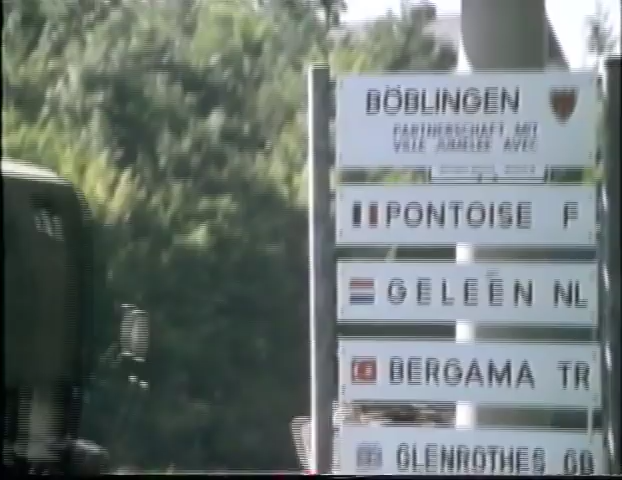 BÖBLINGEN
PARTNERSCHAFT MIT
VILLE JUMELEE AVEC
PONTOISE F
GELEEN NL
BERGAMA TR
GLENROTHES GB